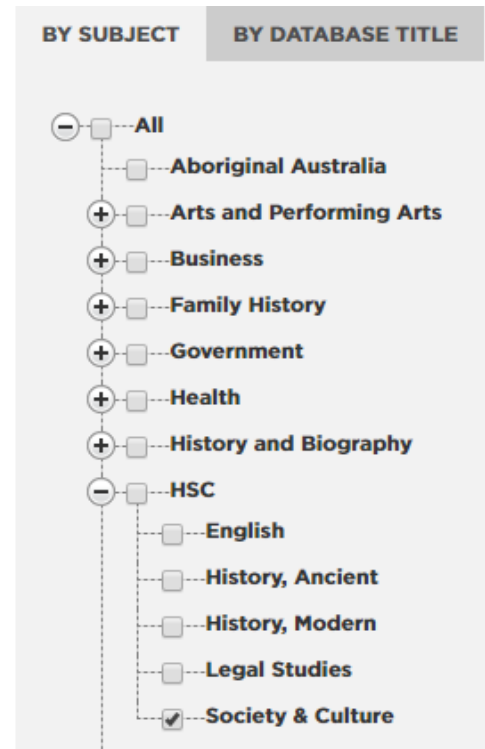 BY SUBJECT BY DATABASE TITLE
All
Aboriginal Australia
Arts and Performing Arts
Business
Family History
Government
Health
History and Biography
HSC
English
History, Ancient
History, Modern
Legal Studies
Society & Culture